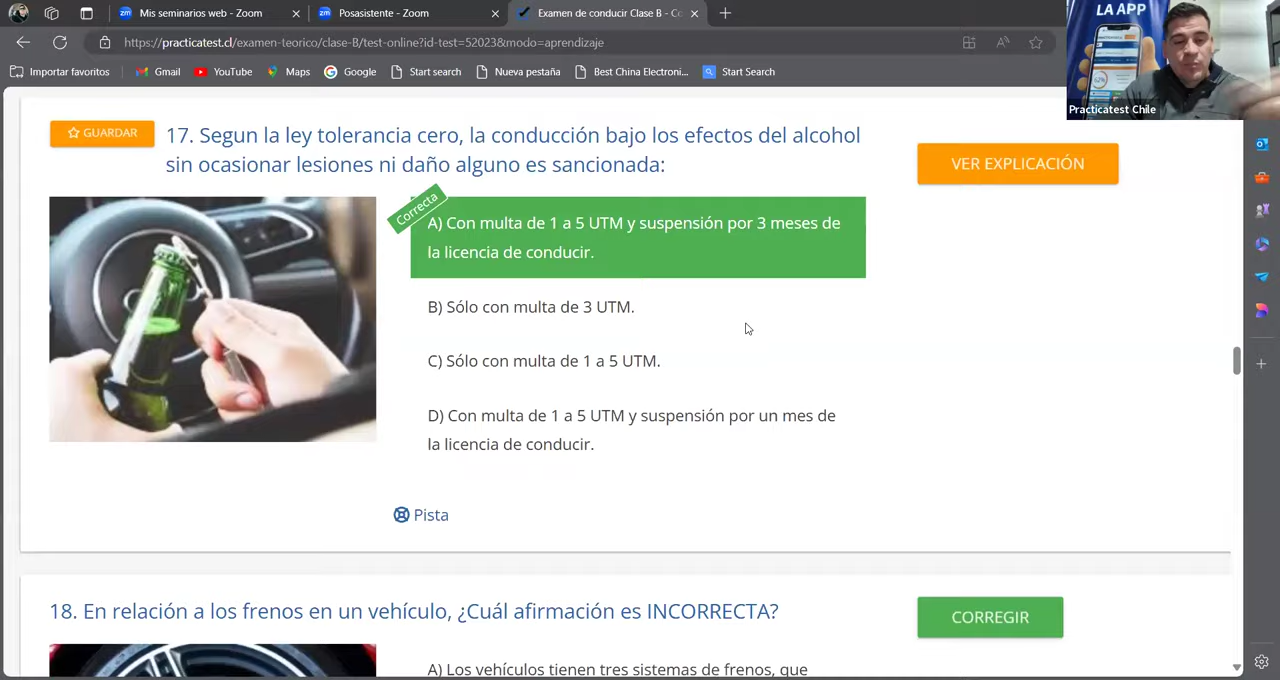 Mis seminarios web - Zoom
Posasistente - Zoom
Examen de conducir Clase B - Co
https://practicatest.cl/examen-teorico/clase-B/test-online?id-test=52023&modo=aprendizaje
Importar favoritos
Gmail
YouTube
Maps
Google
Start search
Nueva pestaña
Best China Electroni...
Start Search
LA APP
Practicatest Chile
GUARDAR
17. Segun la ley tolerancia cero, la conducción bajo los efectos del alcohol
sin ocasionar lesiones ni daño alguno es sancionada:
VER EXPLICACIÓN
Correcta
A) Con multa de 1 a 5 UTM y suspensión por 3 meses de
la licencia de conducir.
B) Sólo con multa de 3 UTM.
C) Sólo con multa de 1 a 5 UTM.
D) Con multa de 1 a 5 UTM y suspensión por un mes de
la licencia de conducir.
Pista
18. En relación a los frenos en un vehículo, ¿Cuál afirmación es INCORRECTA?
CORREGIR
A) Los vehículos tienen tres sistemas de frenos, que